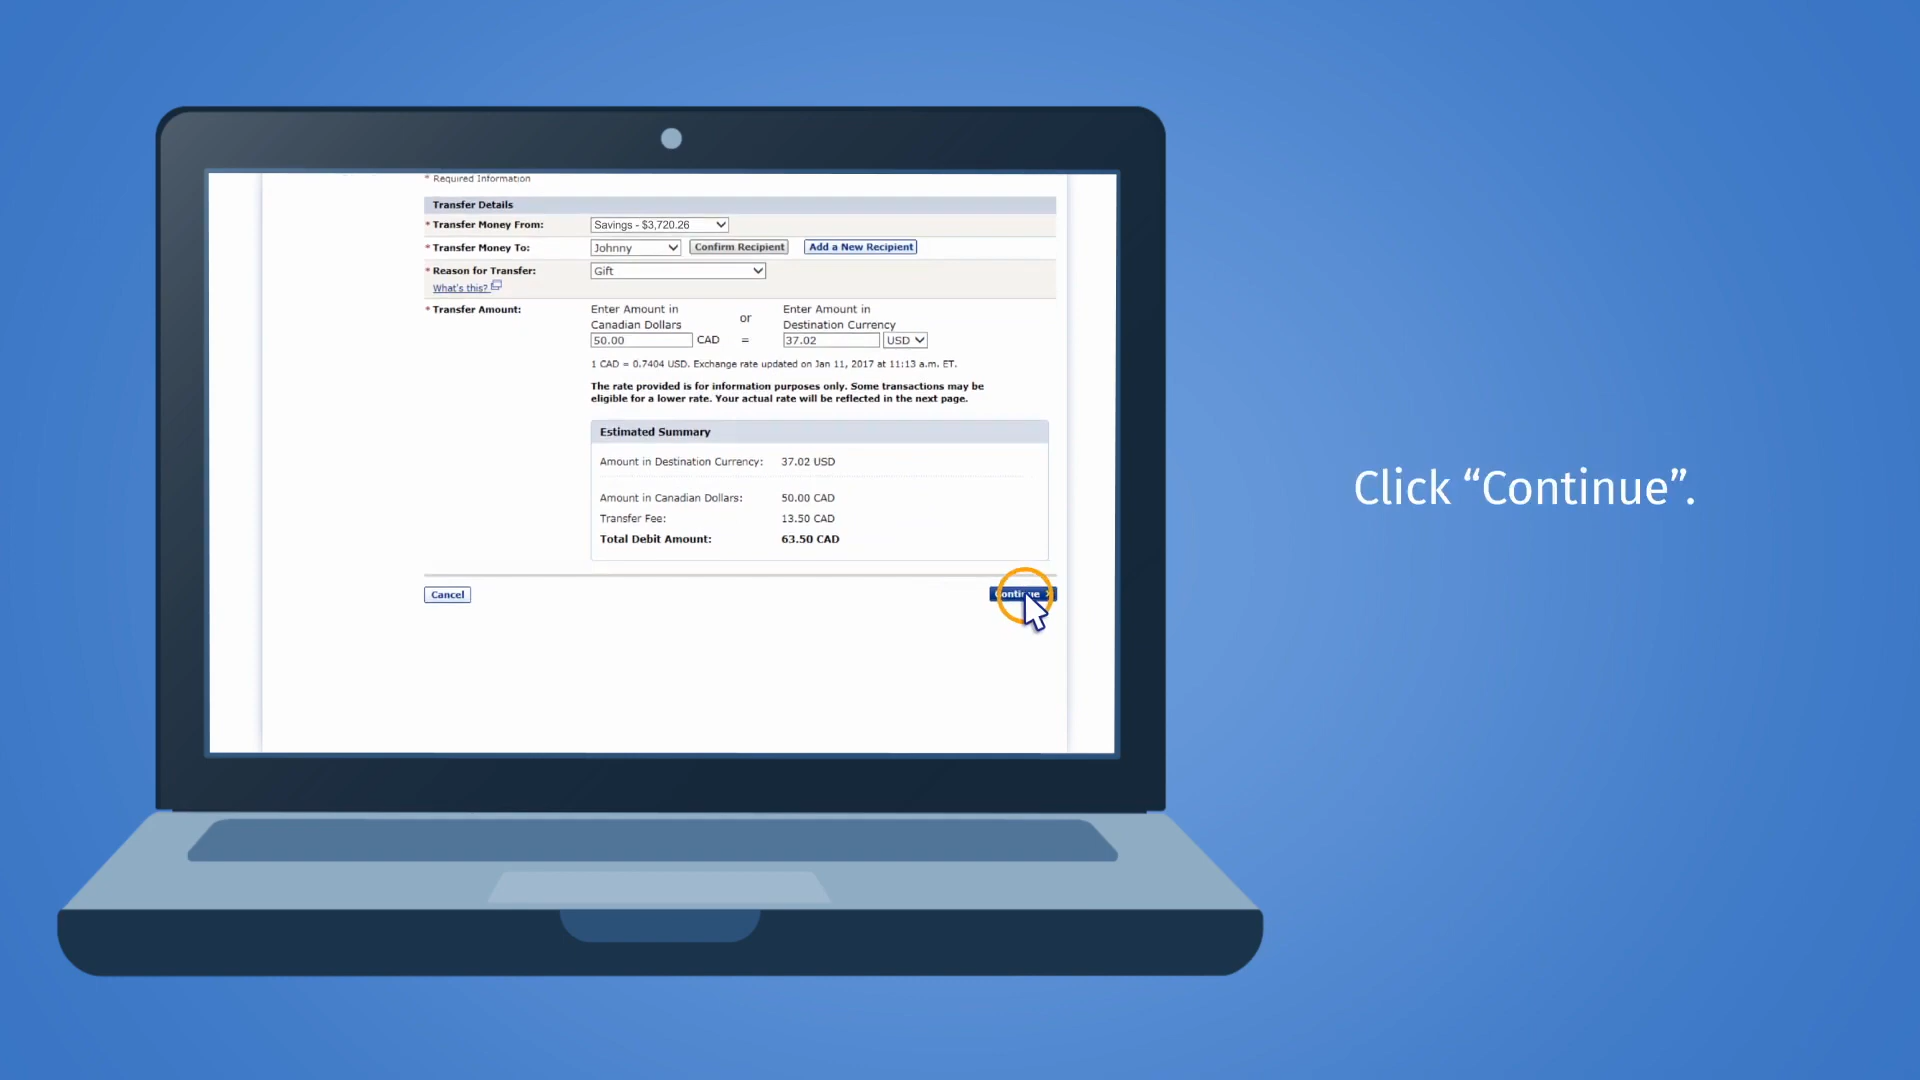 * Required Information
Transfer Details
* Transfer Money From: Savings - $3,720.26
* Transfer Money To: Johnny Confirm Recipient Add a New Recipient
* Reason for Transfer: Gift
What's this?
* Transfer Amount: Enter Amount in Canadian Dollars or Enter Amount in Destination Currency
50.00 CAD = 37.02 USD
1 CAD = 0.7404 USD. Exchange rate updated on Jan 11, 2017 at 11:13 a.m. ET.
The rate provided is for information purposes only. Some transactions may be
eligible for a lower rate. Your actual rate will be reflected in the next page.
Estimated Summary
Amount in Destination Currency: 37.02 USD
Amount in Canadian Dollars: 50.00 CAD
Transfer Fee: 13.50 CAD
Total Debit Amount: 63.50 CAD
Cancel Continue
Click “Continue”.